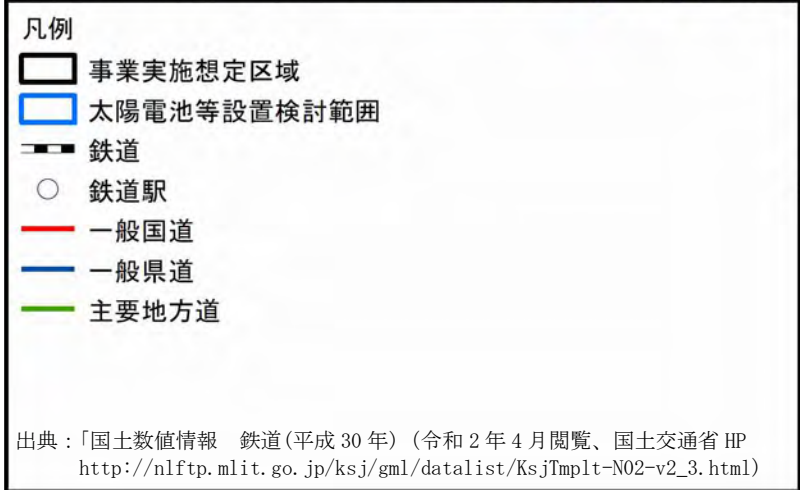 凡例
事業実施想定区域
太陽電池等設置検討範囲
鉄道
鉄道駅
一般国道
一般県道
主要地方道
出典：「国土数値情報　鉄道(平成 30 年)（令和 2 年 4 月閲覧、国土交通省 HP
http://nlftp.mlit.go.jp/ksj/gml/datalist/KsjTmplt-N02-v2_3.html)